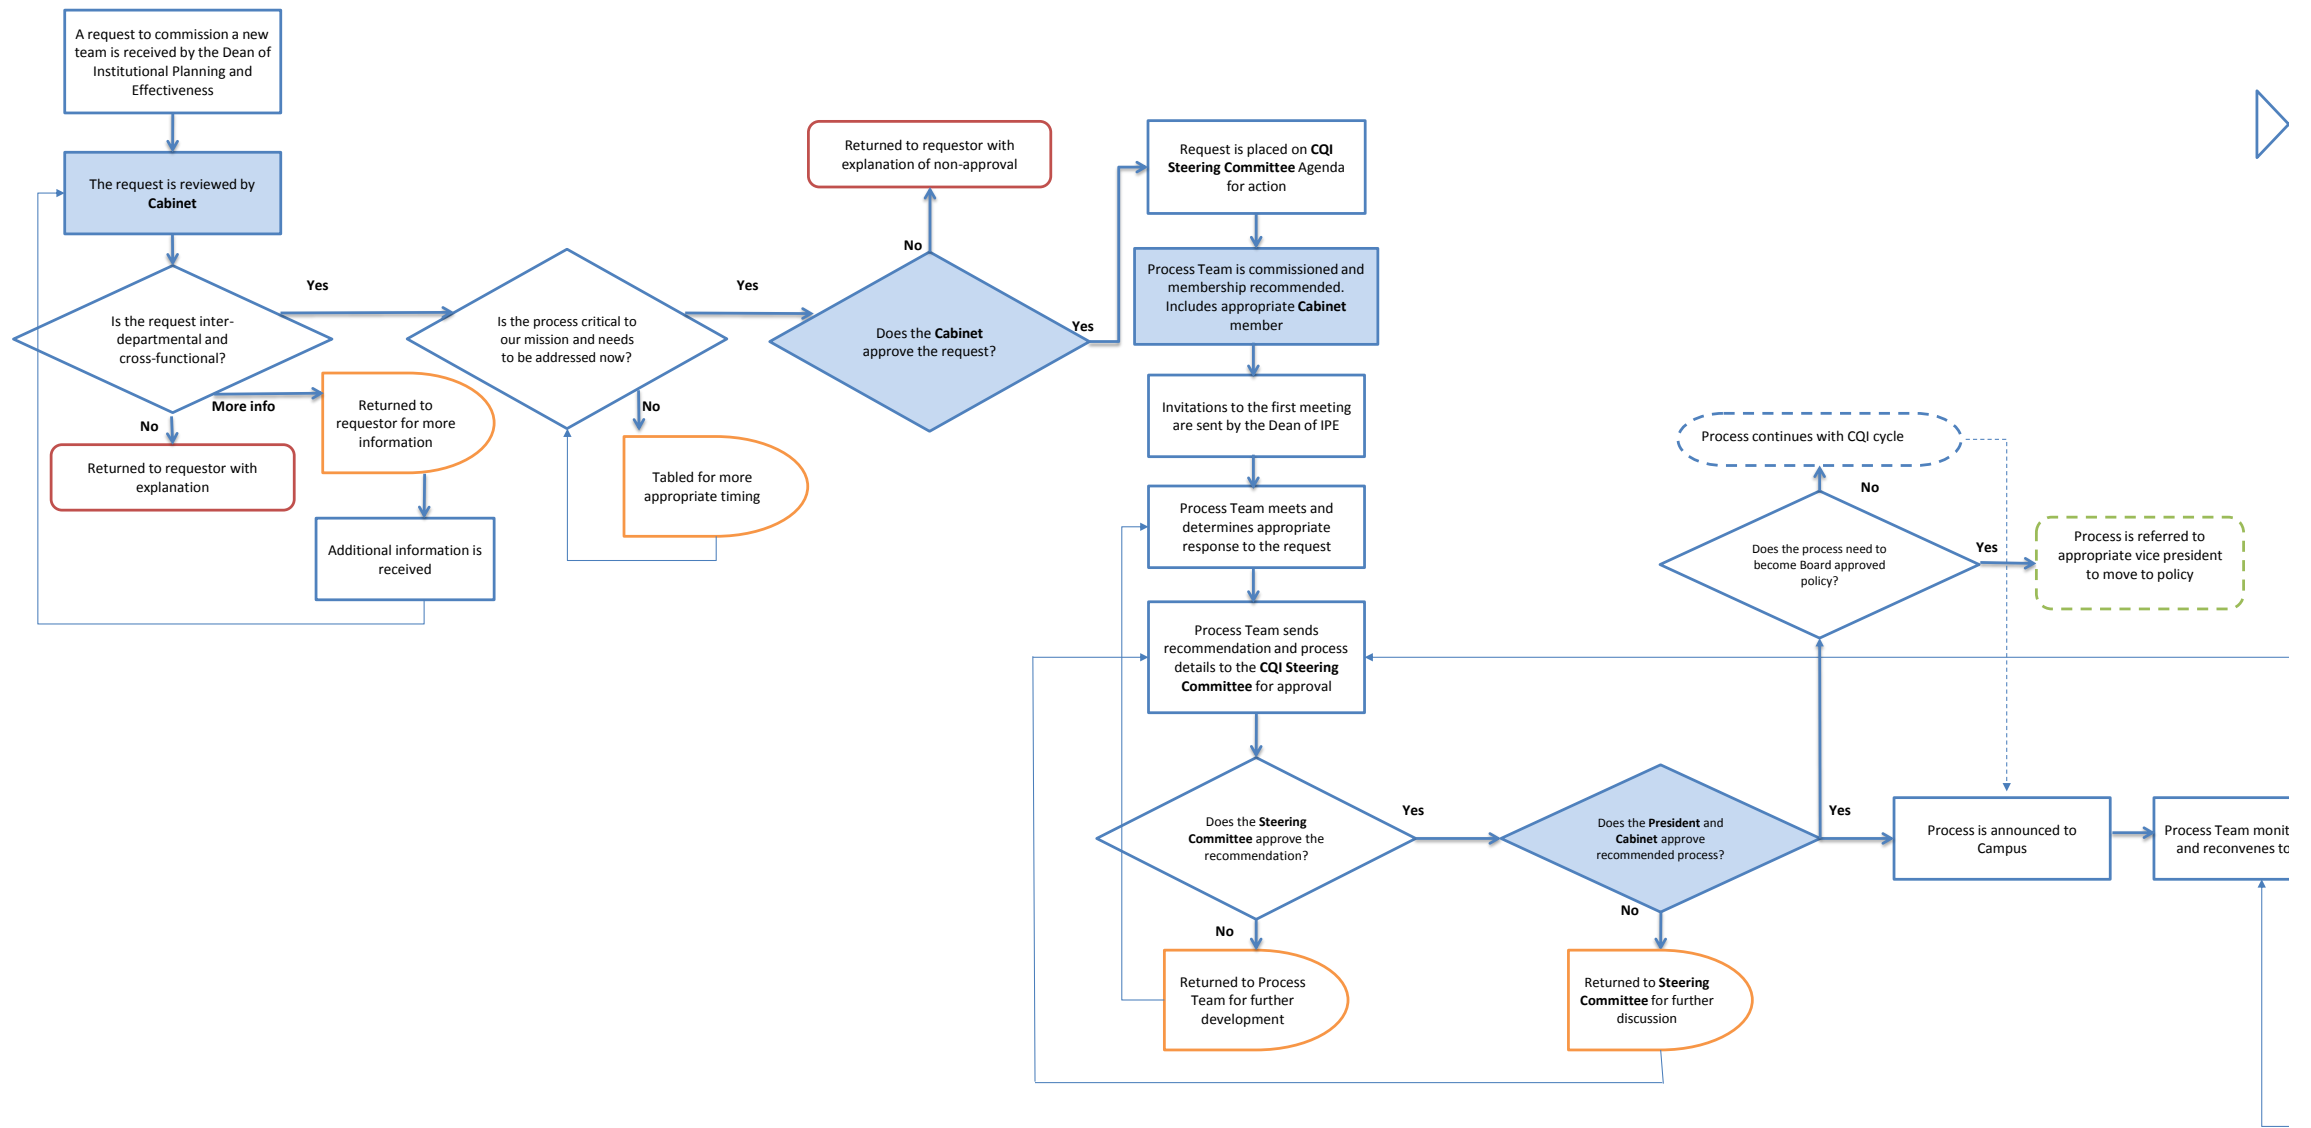 A request to commission a new
team is received by the Dean of
Institutional Planning and
Effectiveness
The request is reviewed by
Cabinet
Is the request inter-
departmental and
cross-functional?
Yes
More info
No
Returned to requestor with
explanation
Returned to
requestor for more
information
Additional information is
received
Is the process critical to
our mission and needs
to be addressed now?
Yes
No
Tabled for more
appropriate timing
Does the Cabinet
approve the request?
No
Returned to requestor with
explanation of non-approval
Yes
Request is placed on CQI
Steering Committee Agenda
for action
Process Team is commissioned and
membership recommended.
Includes appropriate Cabinet
member
Invitations to the first meeting
are sent by the Dean of IPE
Process Team meets and
determines appropriate
response to the request
Process Team sends
recommendation and process
details to the CQI Steering
Committee for approval
Does the Steering
Committee approve the
recommendation?
Yes
No
Returned to Process
Team for further
development
Does the President and
Cabinet approve
recommended process?
Yes
No
Returned to Steering
Committee for further
discussion
Does the process need to
become Board approved
policy?
No
Process continues with CQI cycle
Yes
Process is referred to
appropriate vice president
to move to policy
Process is announced to
Campus
Process Team monit
and reconvenes to